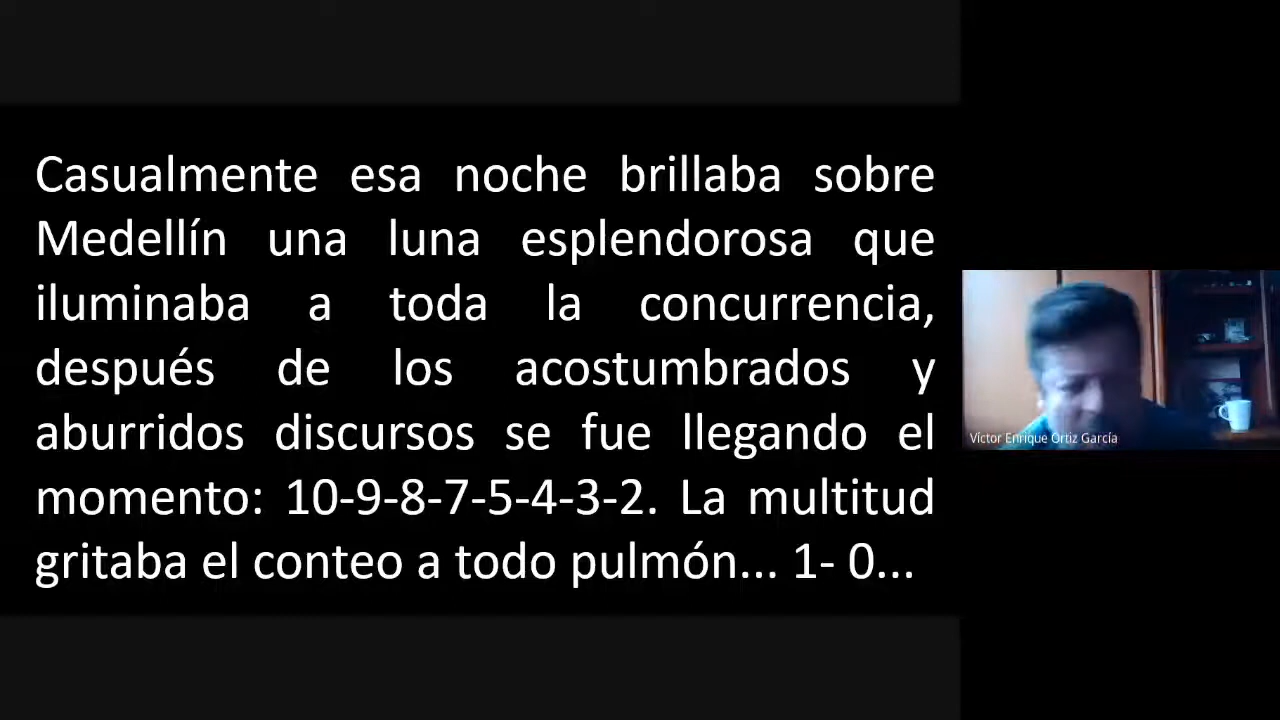 Casualmente esa noche brillaba sobre
Medellín una luna esplendorosa que
iluminaba a toda la concurrencia,
después de los acostumbrados y
aburridos discursos se fue llegando el
momento: 10-9-8-7-5-4-3-2. La multitud
gritaba el conteo a todo pulmón... 1- 0...
Víctor Enrique Ortiz García